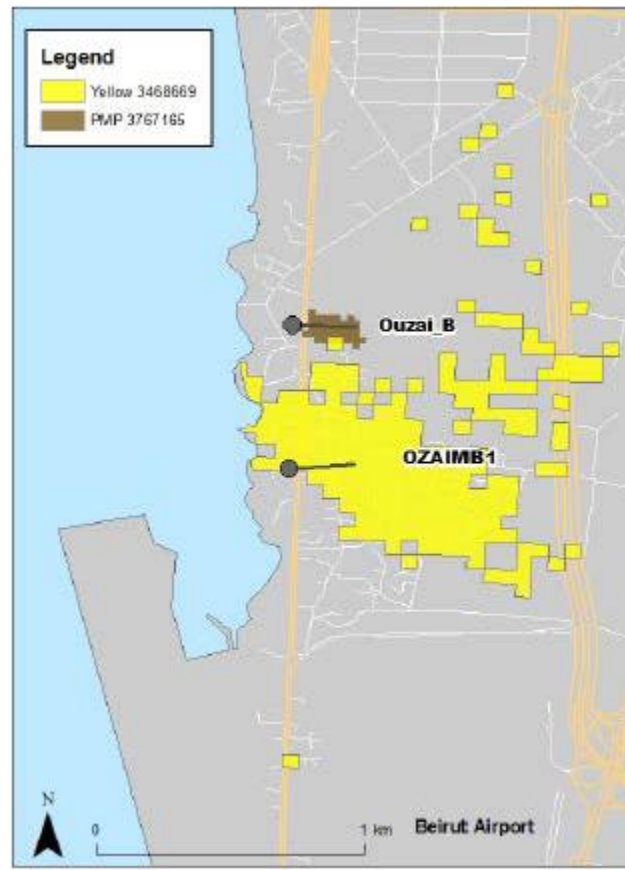 Legend
Yellow 3468669
PMP 3767165
Ouzai_B
OZAIMB1
N
0
1 km
Beirut Airport